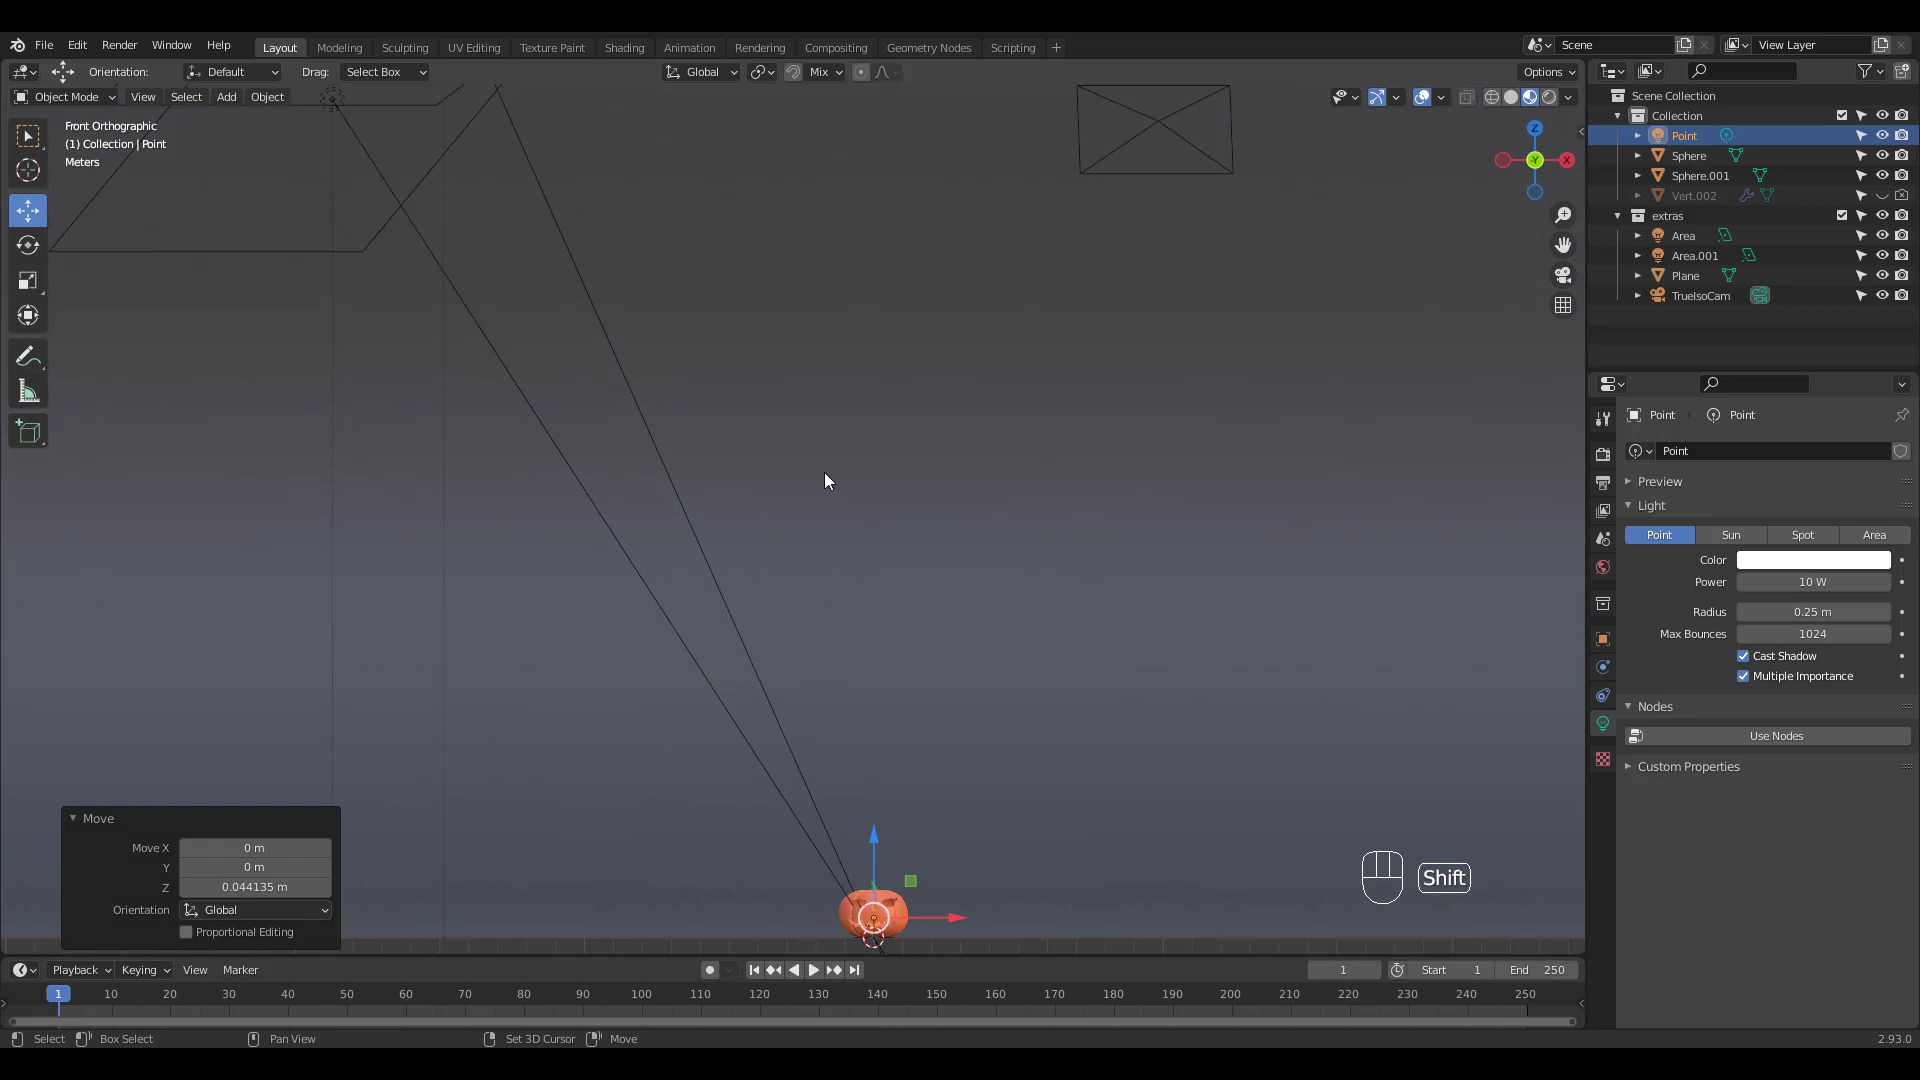 File Edit Render Window Help Layout Modeling Sculpting UV Editing Texture Paint Shading Animation Rendering Compositing Geometry Nodes Scripting + Scene View Layer
Orientation: Default Drag: Select Box Global Mix Options
Object Mode View Select Add Object
Scene Collection
Front Orthographic
(1) Collection | Point
Meters
Z
Y
X
Collection
Point
Sphere
Sphere.001
Vert.002
extras
Area
Area.001
Plane
TrueIsoCam
Point Point
Point
Preview
Light
Point Sun Spot Area
Color
Power 10 W
Radius 0.25 m
Max Bounces 1024
Cast Shadow
Multiple Importance
Nodes
Use Nodes
Custom Properties
Move
Move X 0 m
Y 0 m
Z 0.044135 m
Orientation Global
Proportional Editing
Shift
Playback Keying View Marker 1 Start 1 End 250
1 10 20 30 40 50 60 70 80 90 100 110 120 130 140 150 160 170 180 190 200 210 220 230 240 250
Select Box Select Pan View Set 3D Cursor Move 2.93.0